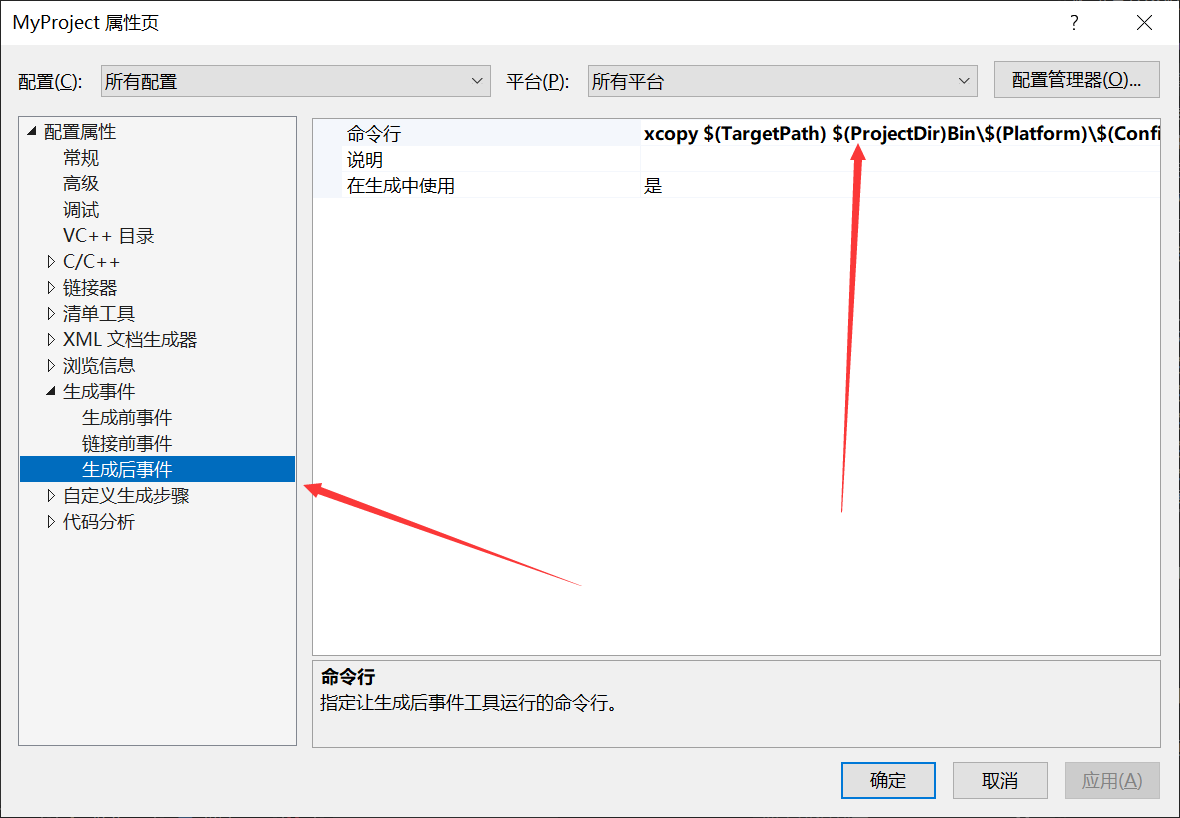 MyProject 属性页
?
配置(C):
所有配置
平台(P):
所有平台
配置管理器(O)...
配置属性
常规
高级
调试
VC++ 目录
C/C++
链接器
清单工具
XML 文档生成器
浏览信息
生成事件
生成前事件
链接前事件
生成后事件
自定义生成步骤
代码分析
命令行 xcopy $(TargetPath) $(ProjectDir)Bin\$(Platform)\$(Confi
说明
在生成中使用 是
命令行
指定让生成后事件工具运行的命令行。
确定
取消
应用(A)